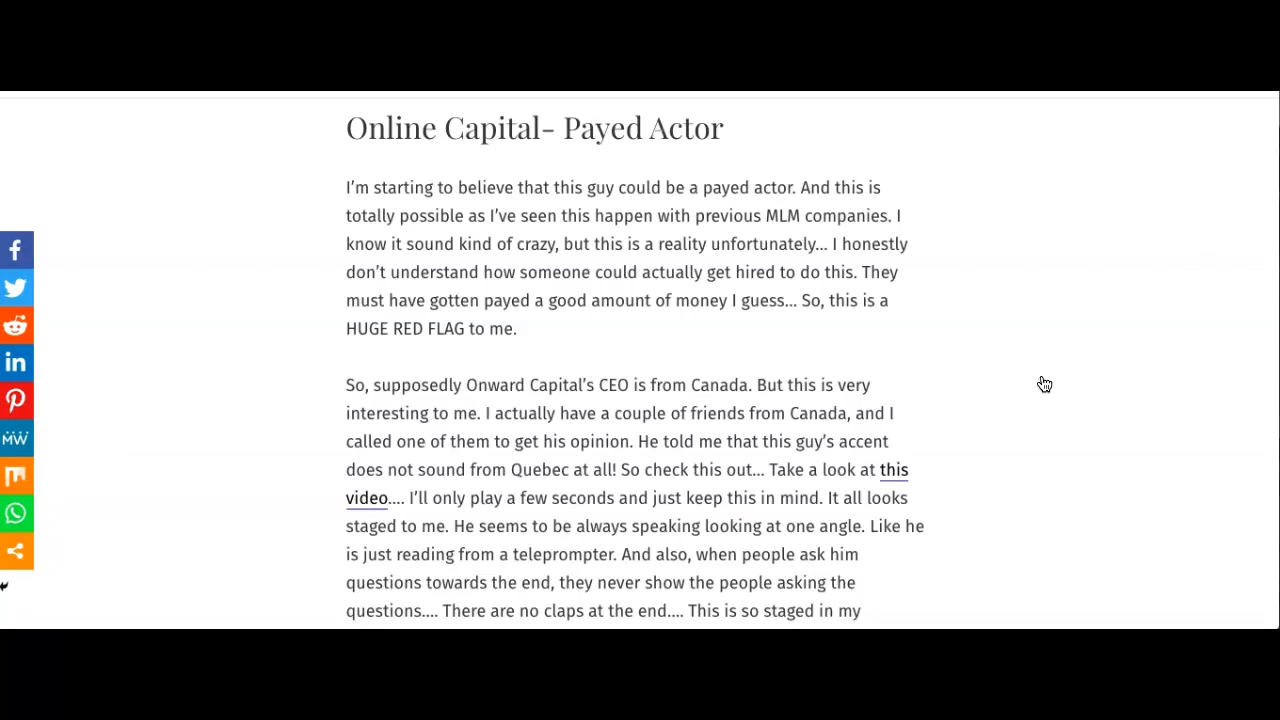 Online Capital- Payed Actor
I'm starting to believe that this guy could be a payed actor. And this is
totally possible as I've seen this happen with previous MLM companies. I
know it sound kind of crazy, but this is a reality unfortunately... I honestly
don't understand how someone could actually get hired to do this. They
must have gotten payed a good amount of money I guess... So, this is a
HUGE RED FLAG to me.
So, supposedly Onward Capital's CEO is from Canada. But this is very
interesting to me. I actually have a couple of friends from Canada, and I
called one of them to get his opinion. He told me that this guy's accent
does not sound from Quebec at all! So check this out... Take a look at this
video.... I'll only play a few seconds and just keep this in mind. It all looks
staged to me. He seems to be always speaking looking at one angle. Like he
is just reading from a teleprompter. And also, when people ask him
questions towards the end, they never show the people asking the
questions.... There are no claps at the end.... This is so staged in my
MW